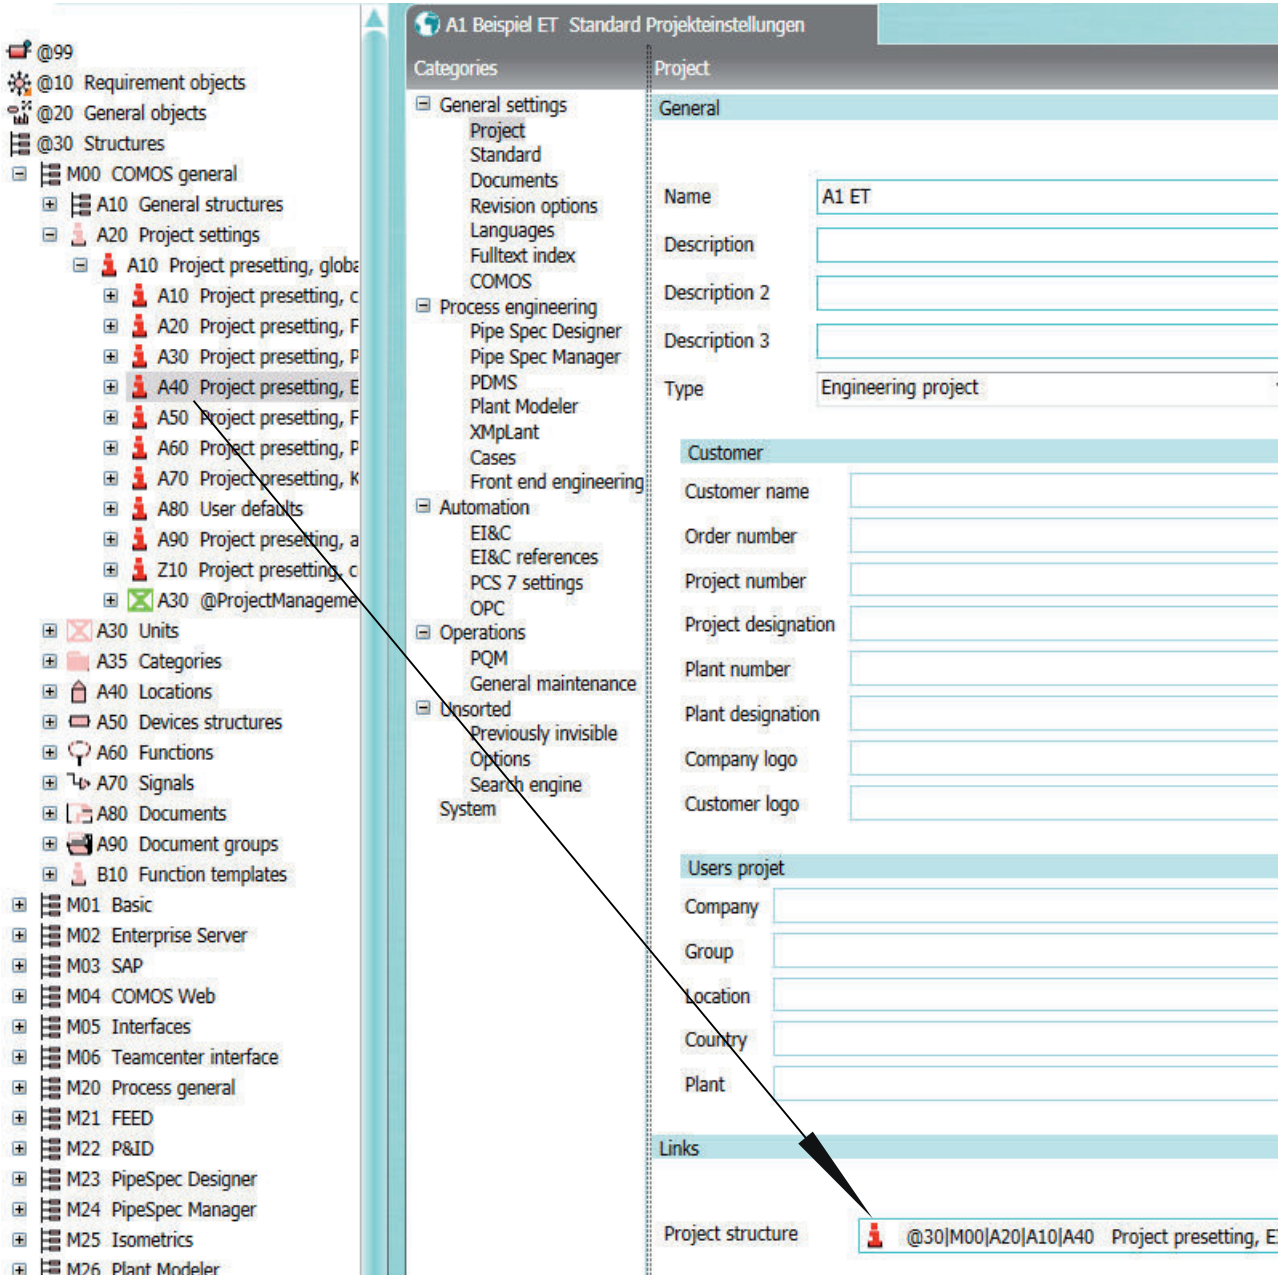 @99
@10 Requirement objects
@20 General objects
@30 Structures
M00 COMOS general
A10 General structures
A20 Project settings
A10 Project presetting, globa
A10 Project presetting, c
A20 Project presetting, F
A30 Project presetting, P
A40 Project presetting, E
A50 Project presetting, F
A60 Project presetting, P
A70 Project presetting, K
A80 User defaults
A90 Project presetting, a
Z10 Project presetting, c
A30 @ProjectManageme
A30 Units
A35 Categories
A40 Locations
A50 Devices structures
A60 Functions
A70 Signals
A80 Documents
A90 Document groups
B10 Function templates
M01 Basic
M02 Enterprise Server
M03 SAP
M04 COMOS Web
M05 Interfaces
M06 Teamcenter interface
M20 Process general
M21 FEED
M22 P&ID
M23 PipeSpec Designer
M24 PipeSpec Manager
M25 Isometrics
M26 Plant Modeler
A1 Beispiel ET Standard Projekteinstellungen
Categories
General settings
Project
Standard
Documents
Revision options
Languages
Fulltext index
COMOS
Process engineering
Pipe Spec Designer
Pipe Spec Manager
PDMS
Plant Modeler
XMpLant
Cases
Front end engineering
Automation
EI&C
EI&C references
PCS 7 settings
OPC
Operations
PQM
General maintenance
Unsorted
Previously invisible
Options
Search engine
System
Project
General
Name A1 ET
Description
Description 2
Description 3
Type Engineering project
Customer
Customer name
Order number
Project number
Project designation
Plant number
Plant designation
Company logo
Customer logo
Users projet
Company
Group
Location
Country
Plant
Links
Project structure @30|M00|A20|A10|A40 Project presetting, E